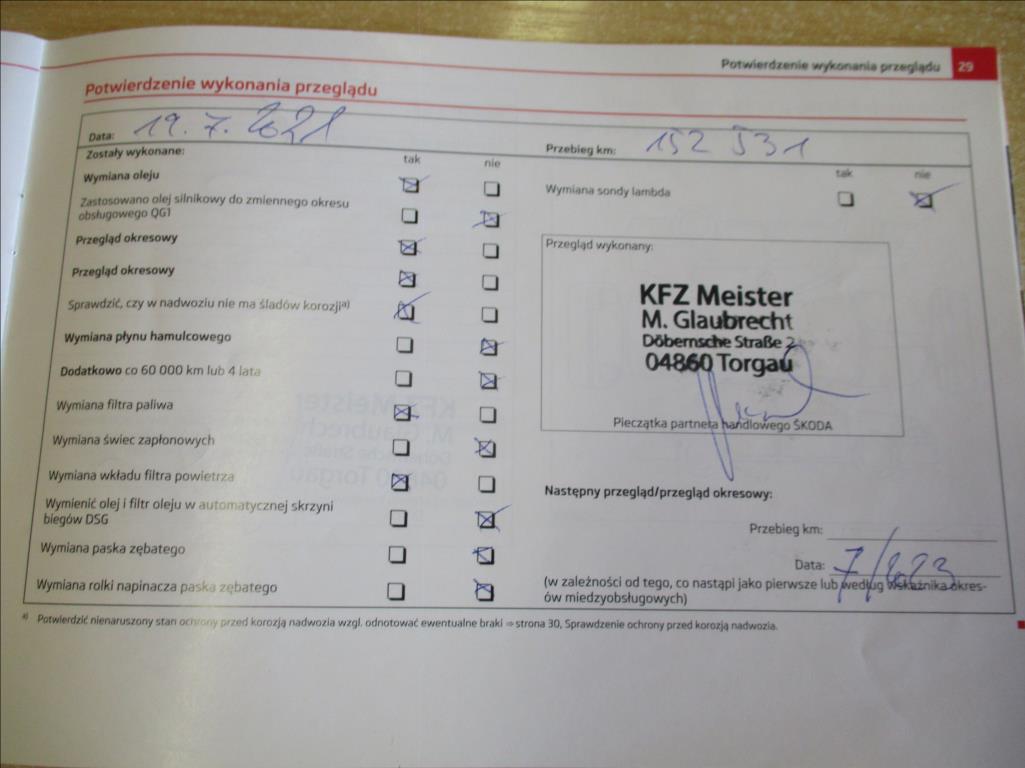 Potwierdzenie wykonania przeglądu 29
Potwierdzenie wykonania przeglądu
Data: 19.7.2021
Przebieg km: 152 531
Zostały wykonane: tak nie
Wymiana oleju
Zastosowano olej silnikowy do zmiennego okresu
obsługowego QG1
Przegląd okresowy
Przegląd okresowy
Sprawdzić, czy w nadwoziu nie ma śladów korozji a)
Wymiana płynu hamulcowego
Dodatkowo co 60 000 km lub 4 lata
Wymiana filtra paliwa
Wymiana świec zapłonowych
Wymiana wkładu filtra powietrza
Wymienić olej i filtr oleju w automatycznej skrzyni
biegów DSG
Wymiana paska zębatego
Wymiana rolki napinacza paska zębatego
tak nie
Wymiana sondy lambda
Przegląd wykonany:
KFZ Meister
M. Glaubrecht
Döbernsche Straße
04860 Torgau
Pieczątka partnera handlowego ŠKODA
Następny przegląd/przegląd okresowy:
Przebieg km:
Data: 7/2023
(w zależności od tego, co nastąpi jako pierwsze lub według wskaźnika okres-
ów miedzyobsługowych)
a) Potwierdzić nienaruszony stan ochrony przed korozją nadwozia wzgl. odnotować ewentualne braki ⇒ strona 30, Sprawdzenie ochrony przed korozją nadwozia.